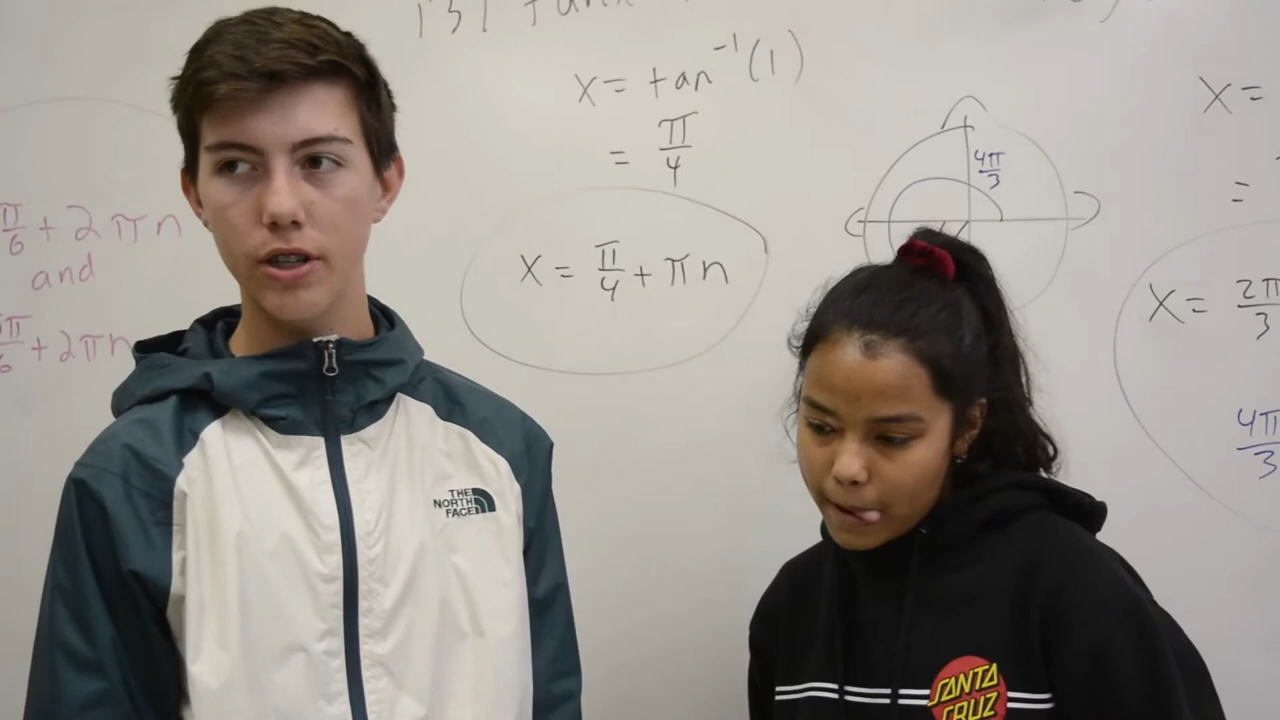 x = tan⁻¹(1)
= π/4
x = π/4 + πn
π/6 + 2πn
and
π/6 + 2πn
4π/3
x =
=
x = 2π/3
4π/3
THE
NORTH
FACE
SANTA
CRUZ